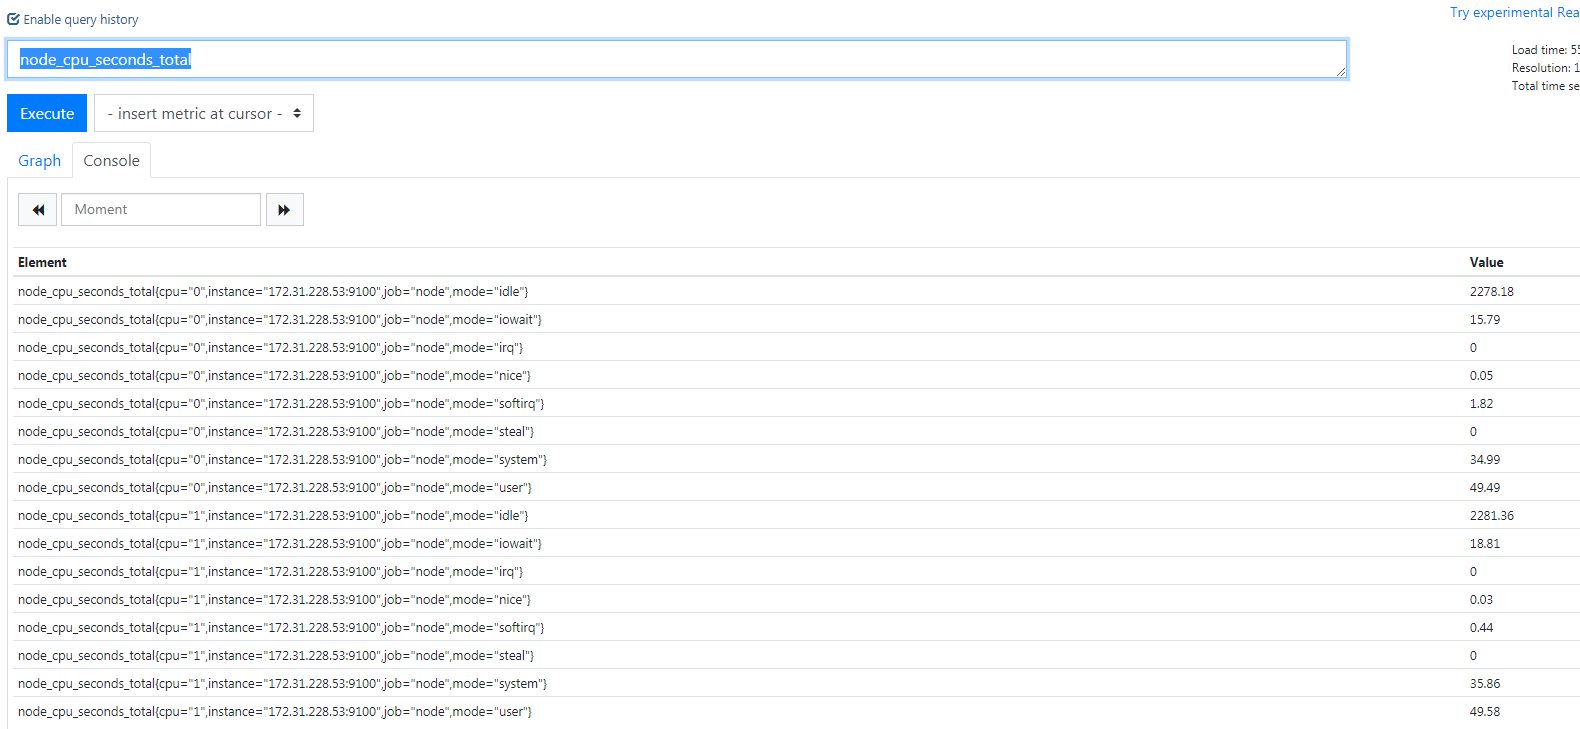 Enable query history
Try experimental Rea
node_cpu_seconds_total
Load time: 55
Resolution: 1
Total time se
Execute
- insert metric at cursor -
Graph
Console
Moment
Element Value
node_cpu_seconds_total{cpu="0",instance="172.31.228.53:9100",job="node",mode="idle"} 2278.18
node_cpu_seconds_total{cpu="0",instance="172.31.228.53:9100",job="node",mode="iowait"} 15.79
node_cpu_seconds_total{cpu="0",instance="172.31.228.53:9100",job="node",mode="irq"} 0
node_cpu_seconds_total{cpu="0",instance="172.31.228.53:9100",job="node",mode="nice"} 0.05
node_cpu_seconds_total{cpu="0",instance="172.31.228.53:9100",job="node",mode="softirq"} 1.82
node_cpu_seconds_total{cpu="0",instance="172.31.228.53:9100",job="node",mode="steal"} 0
node_cpu_seconds_total{cpu="0",instance="172.31.228.53:9100",job="node",mode="system"} 34.99
node_cpu_seconds_total{cpu="0",instance="172.31.228.53:9100",job="node",mode="user"} 49.49
node_cpu_seconds_total{cpu="1",instance="172.31.228.53:9100",job="node",mode="idle"} 2281.36
node_cpu_seconds_total{cpu="1",instance="172.31.228.53:9100",job="node",mode="iowait"} 18.81
node_cpu_seconds_total{cpu="1",instance="172.31.228.53:9100",job="node",mode="irq"} 0
node_cpu_seconds_total{cpu="1",instance="172.31.228.53:9100",job="node",mode="nice"} 0.03
node_cpu_seconds_total{cpu="1",instance="172.31.228.53:9100",job="node",mode="softirq"} 0.44
node_cpu_seconds_total{cpu="1",instance="172.31.228.53:9100",job="node",mode="steal"} 0
node_cpu_seconds_total{cpu="1",instance="172.31.228.53:9100",job="node",mode="system"} 35.86
node_cpu_seconds_total{cpu="1",instance="172.31.228.53:9100",job="node",mode="user"} 49.58